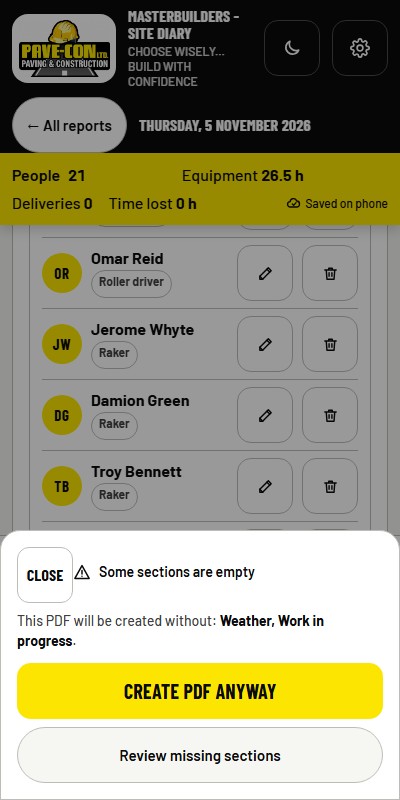 PAVE-CON LTD.
PAVING & CONSTRUCTION
MASTERBUILDERS -
SITE DIARY
CHOOSE WISELY...
BUILD WITH
CONFIDENCE
← All reports
THURSDAY, 5 NOVEMBER 2026
People 21
Equipment 26.5 h
Deliveries 0
Time lost 0 h
Saved on phone
OR
Omar Reid
Roller driver
JW
Jerome Whyte
Raker
DG
Damion Green
Raker
TB
Troy Bennett
Raker
CLOSE
Some sections are empty
This PDF will be created without: Weather, Work in
progress.
CREATE PDF ANYWAY
Review missing sections